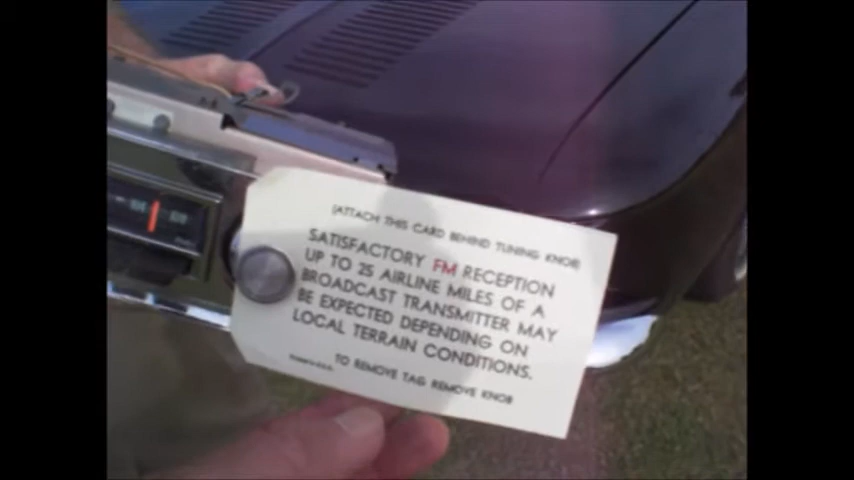 (ATTACH THIS CARD BEHIND TUNING KNOB)
SATISFACTORY FM RECEPTION
UP TO 25 AIRLINE MILES OF A
BROADCAST TRANSMITTER MAY
BE EXPECTED DEPENDING ON
LOCAL TERRAIN CONDITIONS.
TO REMOVE TAG REMOVE KNOB